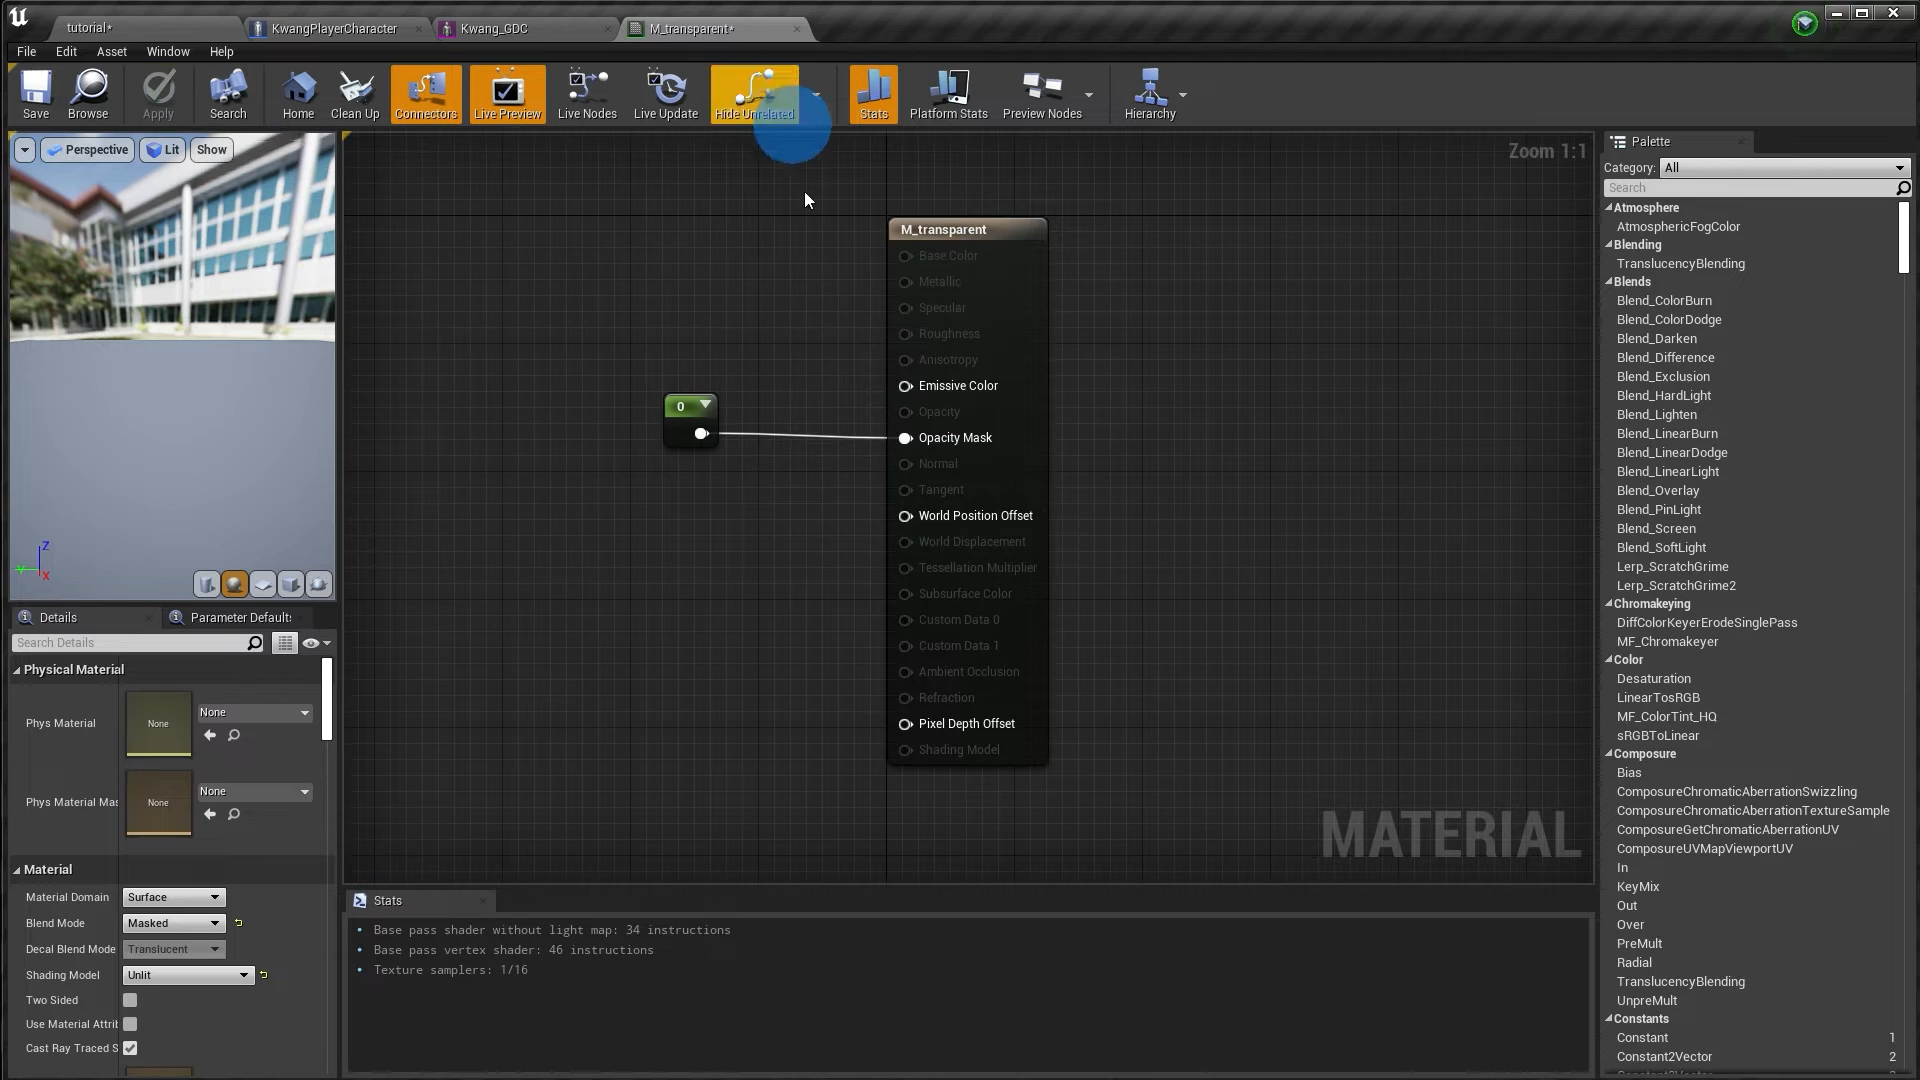 tutorial*
KwangPlayerCharacter
Kwang_GDC
M_transparent*
File Edit Asset Window Help
Save
Browse
Apply
Search
Home
Clean Up
Connectors
Live Preview
Live Nodes
Live Update
Hide Unrelated
Stats
Platform Stats
Preview Nodes
Hierarchy
Perspective
Lit
Show
Zoom 1:1
Z
Y
X
M_transparent
Base Color
Metallic
Specular
Roughness
Anisotropy
Emissive Color
Opacity
Opacity Mask
Normal
Tangent
World Position Offset
World Displacement
Tessellation Multiplier
Subsurface Color
Custom Data 0
Custom Data 1
Ambient Occlusion
Refraction
Pixel Depth Offset
Shading Model
0
MATERIAL
Details
Parameter Default
Search Details
Physical Material
Phys Material
None
None
Phys Material Mas
None
None
Material
Material Domain
Surface
Blend Mode
Masked
Decal Blend Mode
Translucent
Shading Model
Unlit
Two Sided
Use Material Attrib
Cast Ray Traced S
Stats
• Base pass shader without light map: 34 instructions
• Base pass vertex shader: 46 instructions
• Texture samplers: 1/16
Palette
Category: All
Search
Atmosphere
AtmosphericFogColor
Blending
TranslucencyBlending
Blends
Blend_ColorBurn
Blend_ColorDodge
Blend_Darken
Blend_Difference
Blend_Exclusion
Blend_HardLight
Blend_Lighten
Blend_LinearBurn
Blend_LinearDodge
Blend_LinearLight
Blend_Overlay
Blend_PinLight
Blend_Screen
Blend_SoftLight
Lerp_ScratchGrime
Lerp_ScratchGrime2
Chromakeying
DiffColorKeyerErodeSinglePass
MF_Chromakeyer
Color
Desaturation
LinearTosRGB
MF_ColorTint_HQ
sRGBToLinear
Composure
Bias
ComposureChromaticAberrationSwizzling
ComposureChromaticAberrationTextureSample
ComposureGetChromaticAberrationUV
ComposureUVMapViewportUV
In
KeyMix
Out
Over
PreMult
Radial
TranslucencyBlending
UnpreMult
Constants
Constant 1
Constant2Vector 2